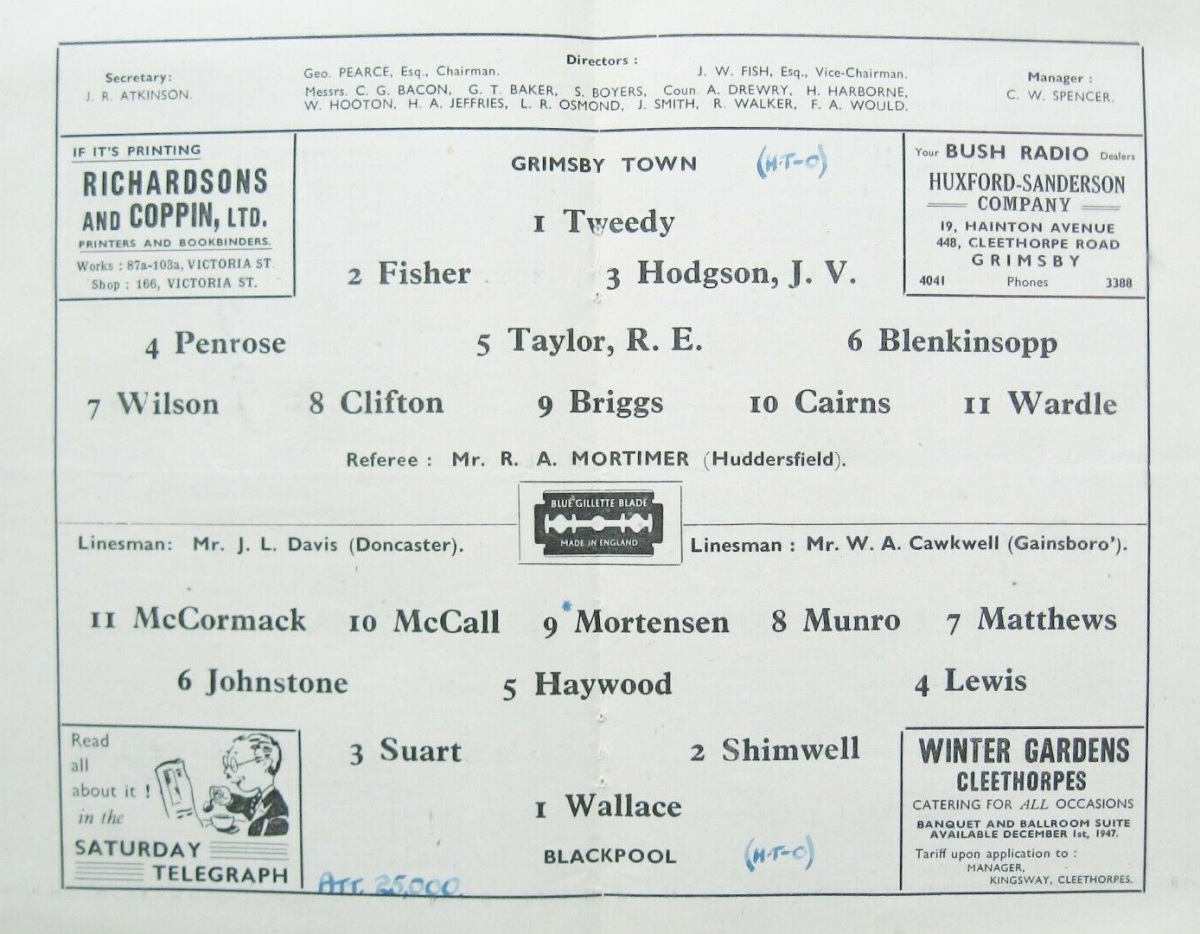 Secretary:
J. R. ATKINSON.
Directors :
Geo. PEARCE, Esq., Chairman. J. W. FISH, Esq., Vice-Chairman.
Messrs. C. G. BACON, G. T. BAKER, S. BOYERS, Coun. A. DREWRY, H. HARBORNE,
W. HOOTON, H. A. JEFFRIES, L. R. OSMOND, J. SMITH, R. WALKER, F. A. WOULD.
Manager :
C. W. SPENCER.
IF IT'S PRINTING
RICHARDSONS
AND COPPIN, LTD.
PRINTERS AND BOOKBINDERS.
Works : 87a-103a, VICTORIA ST.
Shop : 166, VICTORIA ST.
GRIMSBY TOWN (H.T-0)
Your BUSH RADIO Dealers
HUXFORD-SANDERSON
COMPANY
19, HAINTON AVENUE
448, CLEETHORPE ROAD
GRIMSBY
4041 Phones 3388
1 Tweedy
2 Fisher 3 Hodgson, J. V.
4 Penrose 5 Taylor, R. E. 6 Blenkinsopp
7 Wilson 8 Clifton 9 Briggs 10 Cairns 11 Wardle
Referee : Mr. R. A. MORTIMER (Huddersfield).
BLUE GILLETTE BLADE
MADE IN ENGLAND
Linesman: Mr. J. L. Davis (Doncaster). Linesman : Mr. W. A. Cawkwell (Gainsboro').
11 McCormack 10 McCall 9 *Mortensen 8 Munro 7 Matthews
6 Johnstone 5 Haywood 4 Lewis
3 Suart 2 Shimwell
1 Wallace
BLACKPOOL (H.T-0)
Read
all
about it !
in the
SATURDAY
TELEGRAPH
ATT. 25,000.
WINTER GARDENS
CLEETHORPES
CATERING FOR ALL OCCASIONS
BANQUET AND BALLROOM SUITE
AVAILABLE DECEMBER 1st, 1947.
Tariff upon application to :
MANAGER,
KINGSWAY, CLEETHORPES.